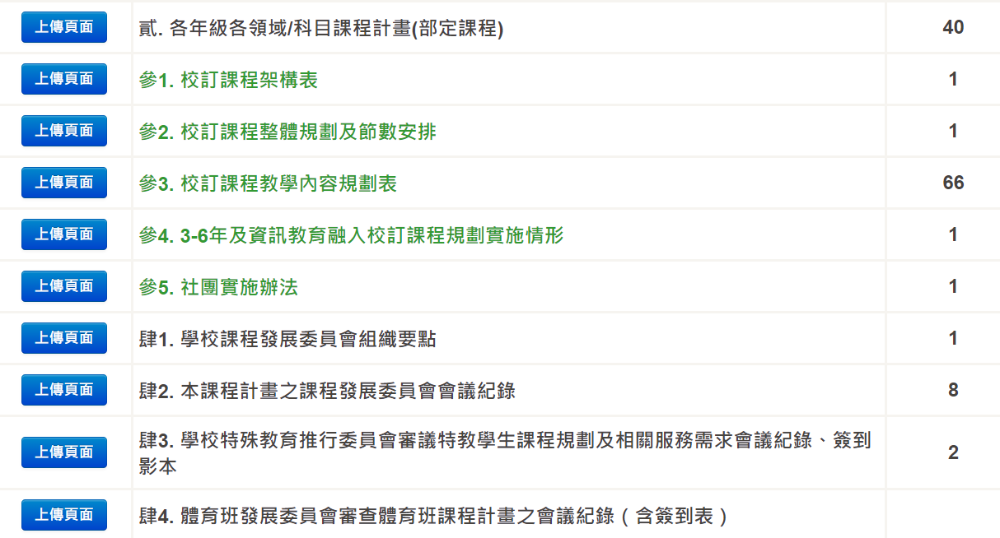 上傳頁面 貳. 各年級各領域/科目課程計畫(部定課程) 40
上傳頁面 參1. 校訂課程架構表 1
上傳頁面 參2. 校訂課程整體規劃及節數安排 1
上傳頁面 參3. 校訂課程教學內容規劃表 66
上傳頁面 參4. 3-6年及資訊教育融入校訂課程規劃實施情形 1
上傳頁面 參5. 社團實施辦法 1
上傳頁面 肆1. 學校課程發展委員會組織要點 1
上傳頁面 肆2. 本課程計畫之課程發展委員會會議紀錄 8
上傳頁面 肆3. 學校特殊教育推行委員會審議特教學生課程規劃及相關服務需求會議紀錄、簽到
影本 2
上傳頁面 肆4. 體育班發展委員會審查體育班課程計畫之會議紀錄（含簽到表）